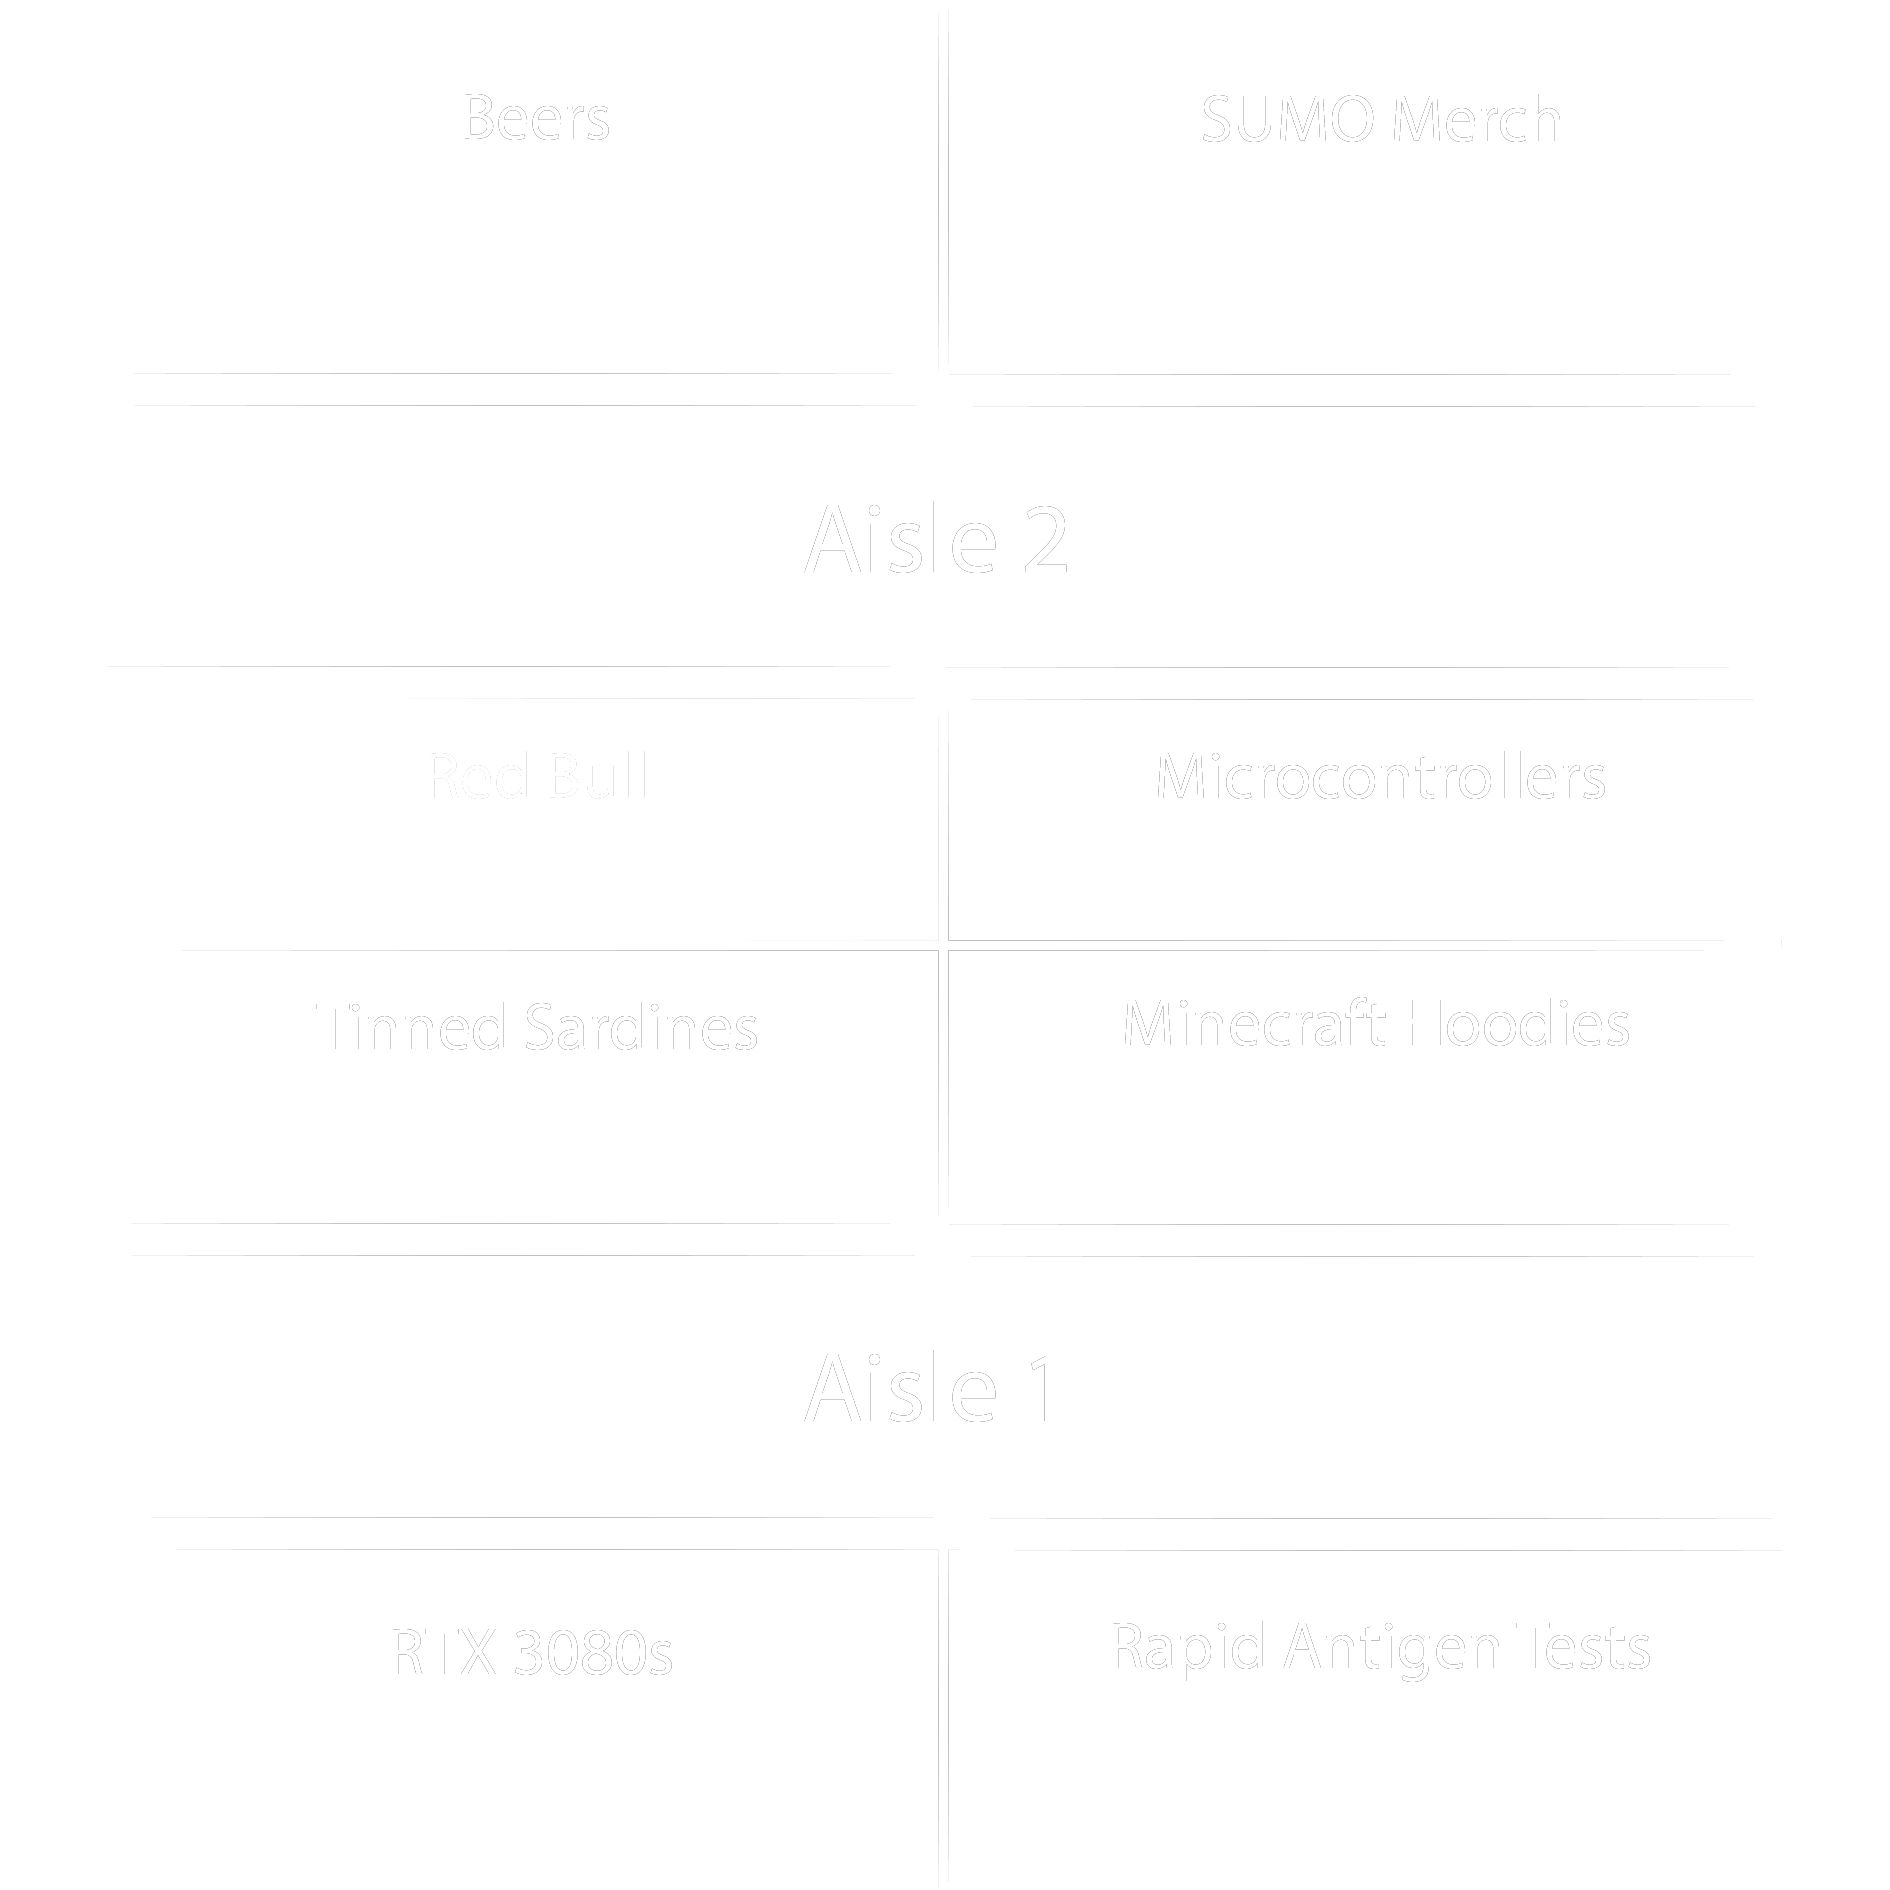 Beers
SUMO Merch
Aisle 2
Red Bull
Microcontrollers
Tinned Sardines
Minecraft Hoodies
Aisle 1
RTX 3080s
Rapid Antigen Tests